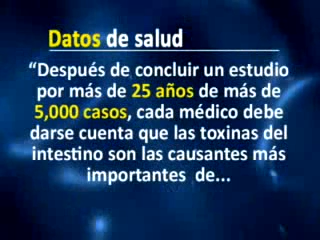 Datos de salud
“Después de concluir un estudio
por más de 25 años de más de
5,000 casos, cada médico debe
darse cuenta que las toxinas del
intestino son las causantes más
importantes de...